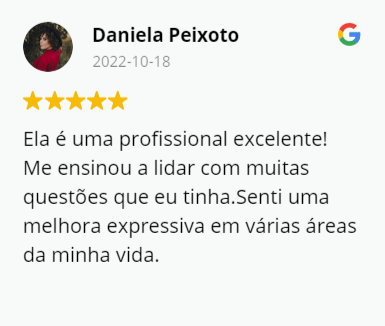 Daniela Peixoto
2022-10-18
Ela é uma profissional excelente!
Me ensinou a lidar com muitas
questões que eu tinha.Senti uma
melhora expressiva em várias áreas
da minha vida.